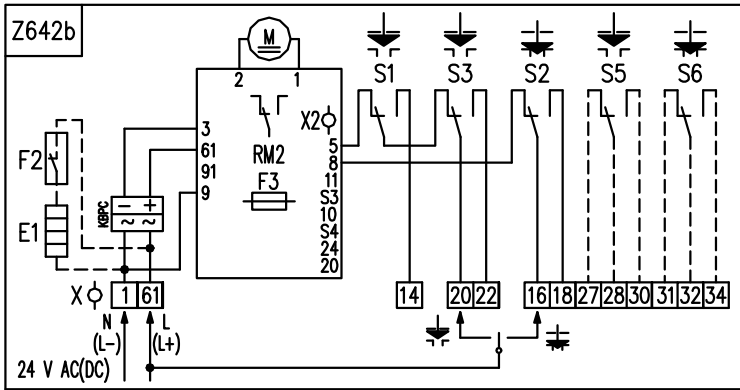 Z642b
M
2 1
S1 S3 S2 S5 S6
3
61
91
9
X2
RM2
F3
5
8
11
S3
10
S4
24
20
F2
E1
KBPC
− +
~ ~
X 1 61 14 20 22 16 18 27 28 30 31 32 34
N L
(L-) (L+)
24 V AC(DC)